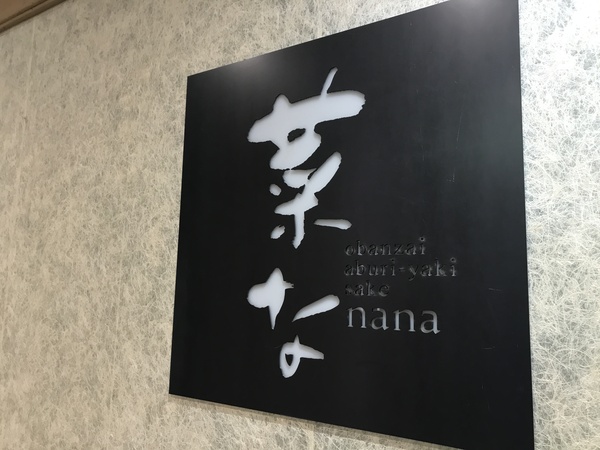 菜な
obanzai
aburi-yaki
sake
nana